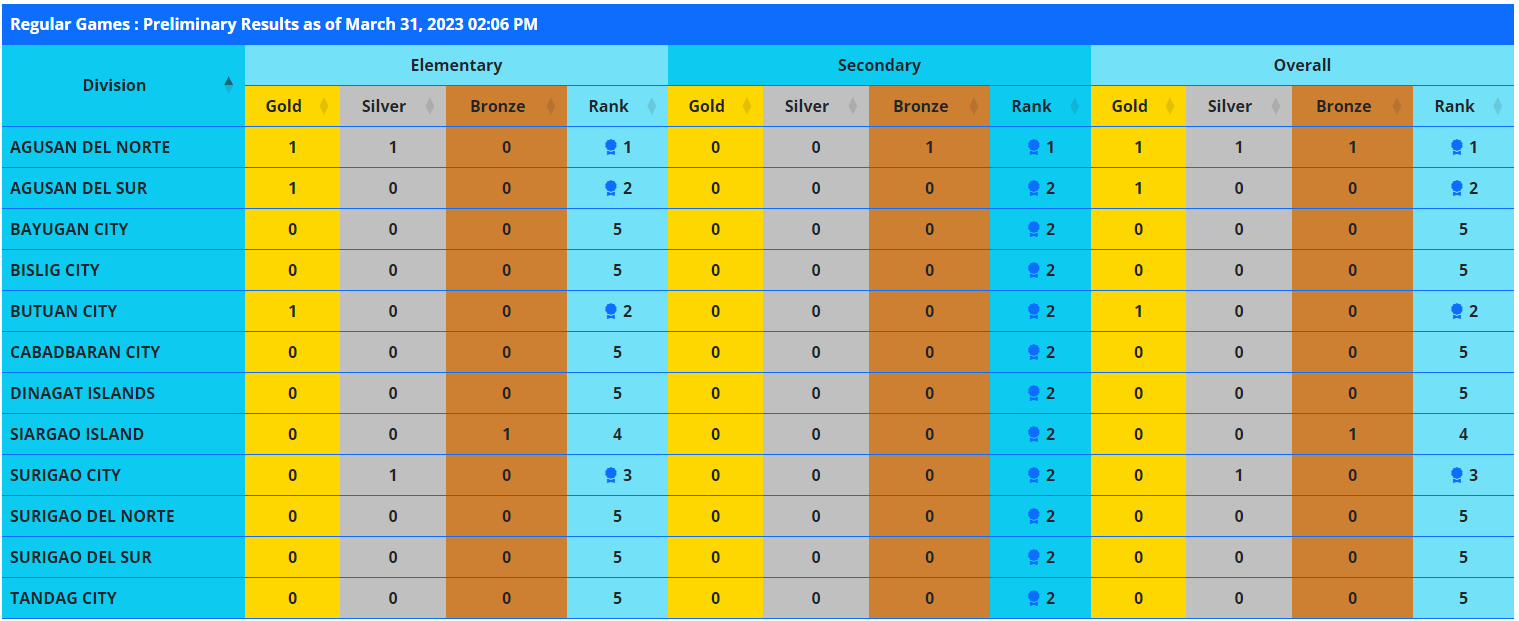 Regular Games : Preliminary Results as of March 31, 2023 02:06 PM
Division Elementary Secondary Overall
Gold Silver Bronze Rank Gold Silver Bronze Rank Gold Silver Bronze Rank
AGUSAN DEL NORTE 1 1 0 1 0 0 1 1 1 1 1 1
AGUSAN DEL SUR 1 0 0 2 0 0 0 2 1 0 0 2
BAYUGAN CITY 0 0 0 5 0 0 0 2 0 0 0 5
BISLIG CITY 0 0 0 5 0 0 0 2 0 0 0 5
BUTUAN CITY 1 0 0 2 0 0 0 2 1 0 0 2
CABADBARAN CITY 0 0 0 5 0 0 0 2 0 0 0 5
DINAGAT ISLANDS 0 0 0 5 0 0 0 2 0 0 0 5
SIARGAO ISLAND 0 0 1 4 0 0 0 2 0 0 1 4
SURIGAO CITY 0 1 0 3 0 0 0 2 0 1 0 3
SURIGAO DEL NORTE 0 0 0 5 0 0 0 2 0 0 0 5
SURIGAO DEL SUR 0 0 0 5 0 0 0 2 0 0 0 5
TANDAG CITY 0 0 0 5 0 0 0 2 0 0 0 5